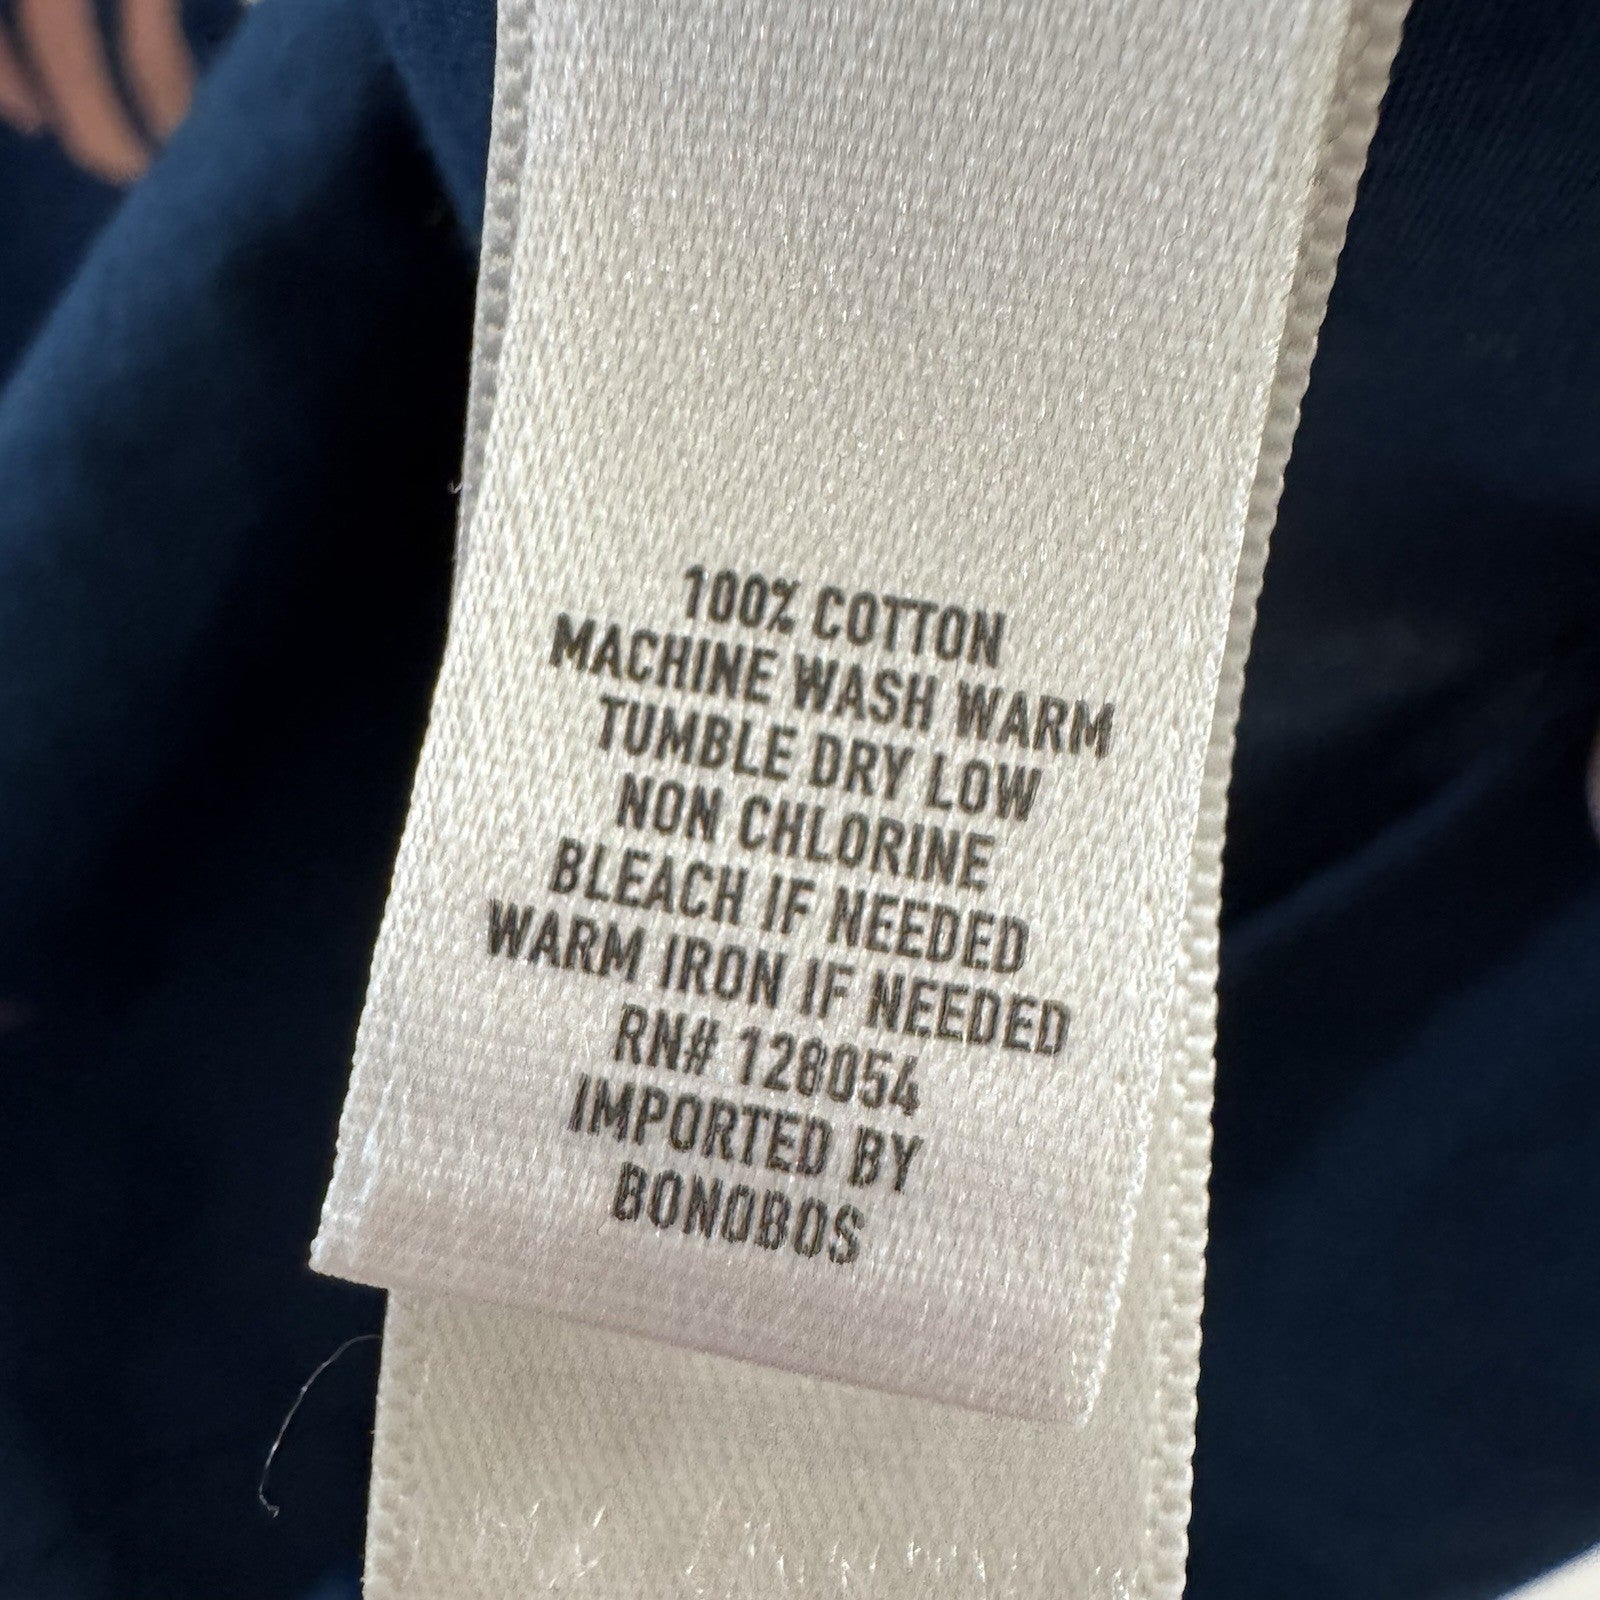 100% COTTON
MACHINE WASH WARM
TUMBLE DRY LOW
NON CHLORINE
BLEACH IF NEEDED
WARM IRON IF NEEDED
RN# 128054
IMPORTED BY
BONOBOS